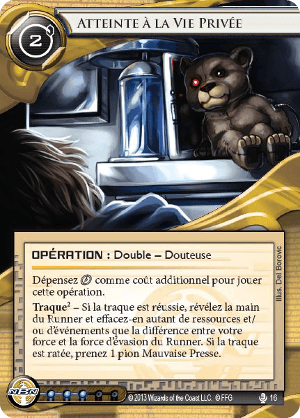 ATTEINTE À LA VIE PRIVÉE
2
OPÉRATION : Double – Douteuse
Dépensez comme coût additionnel pour jouer
cette opération.
Traque² – Si la traque est réussie, révélez la main
du Runner et effacez-en autant de ressources et/
ou d'événements que la différence entre votre
force et la force d'évasion du Runner. Si la traque
est ratée, prenez 1 pion Mauvaise Presse.
Illus. Del Borovic
NBN
© 2013 Wizards of the Coast LLC. © FFG
16